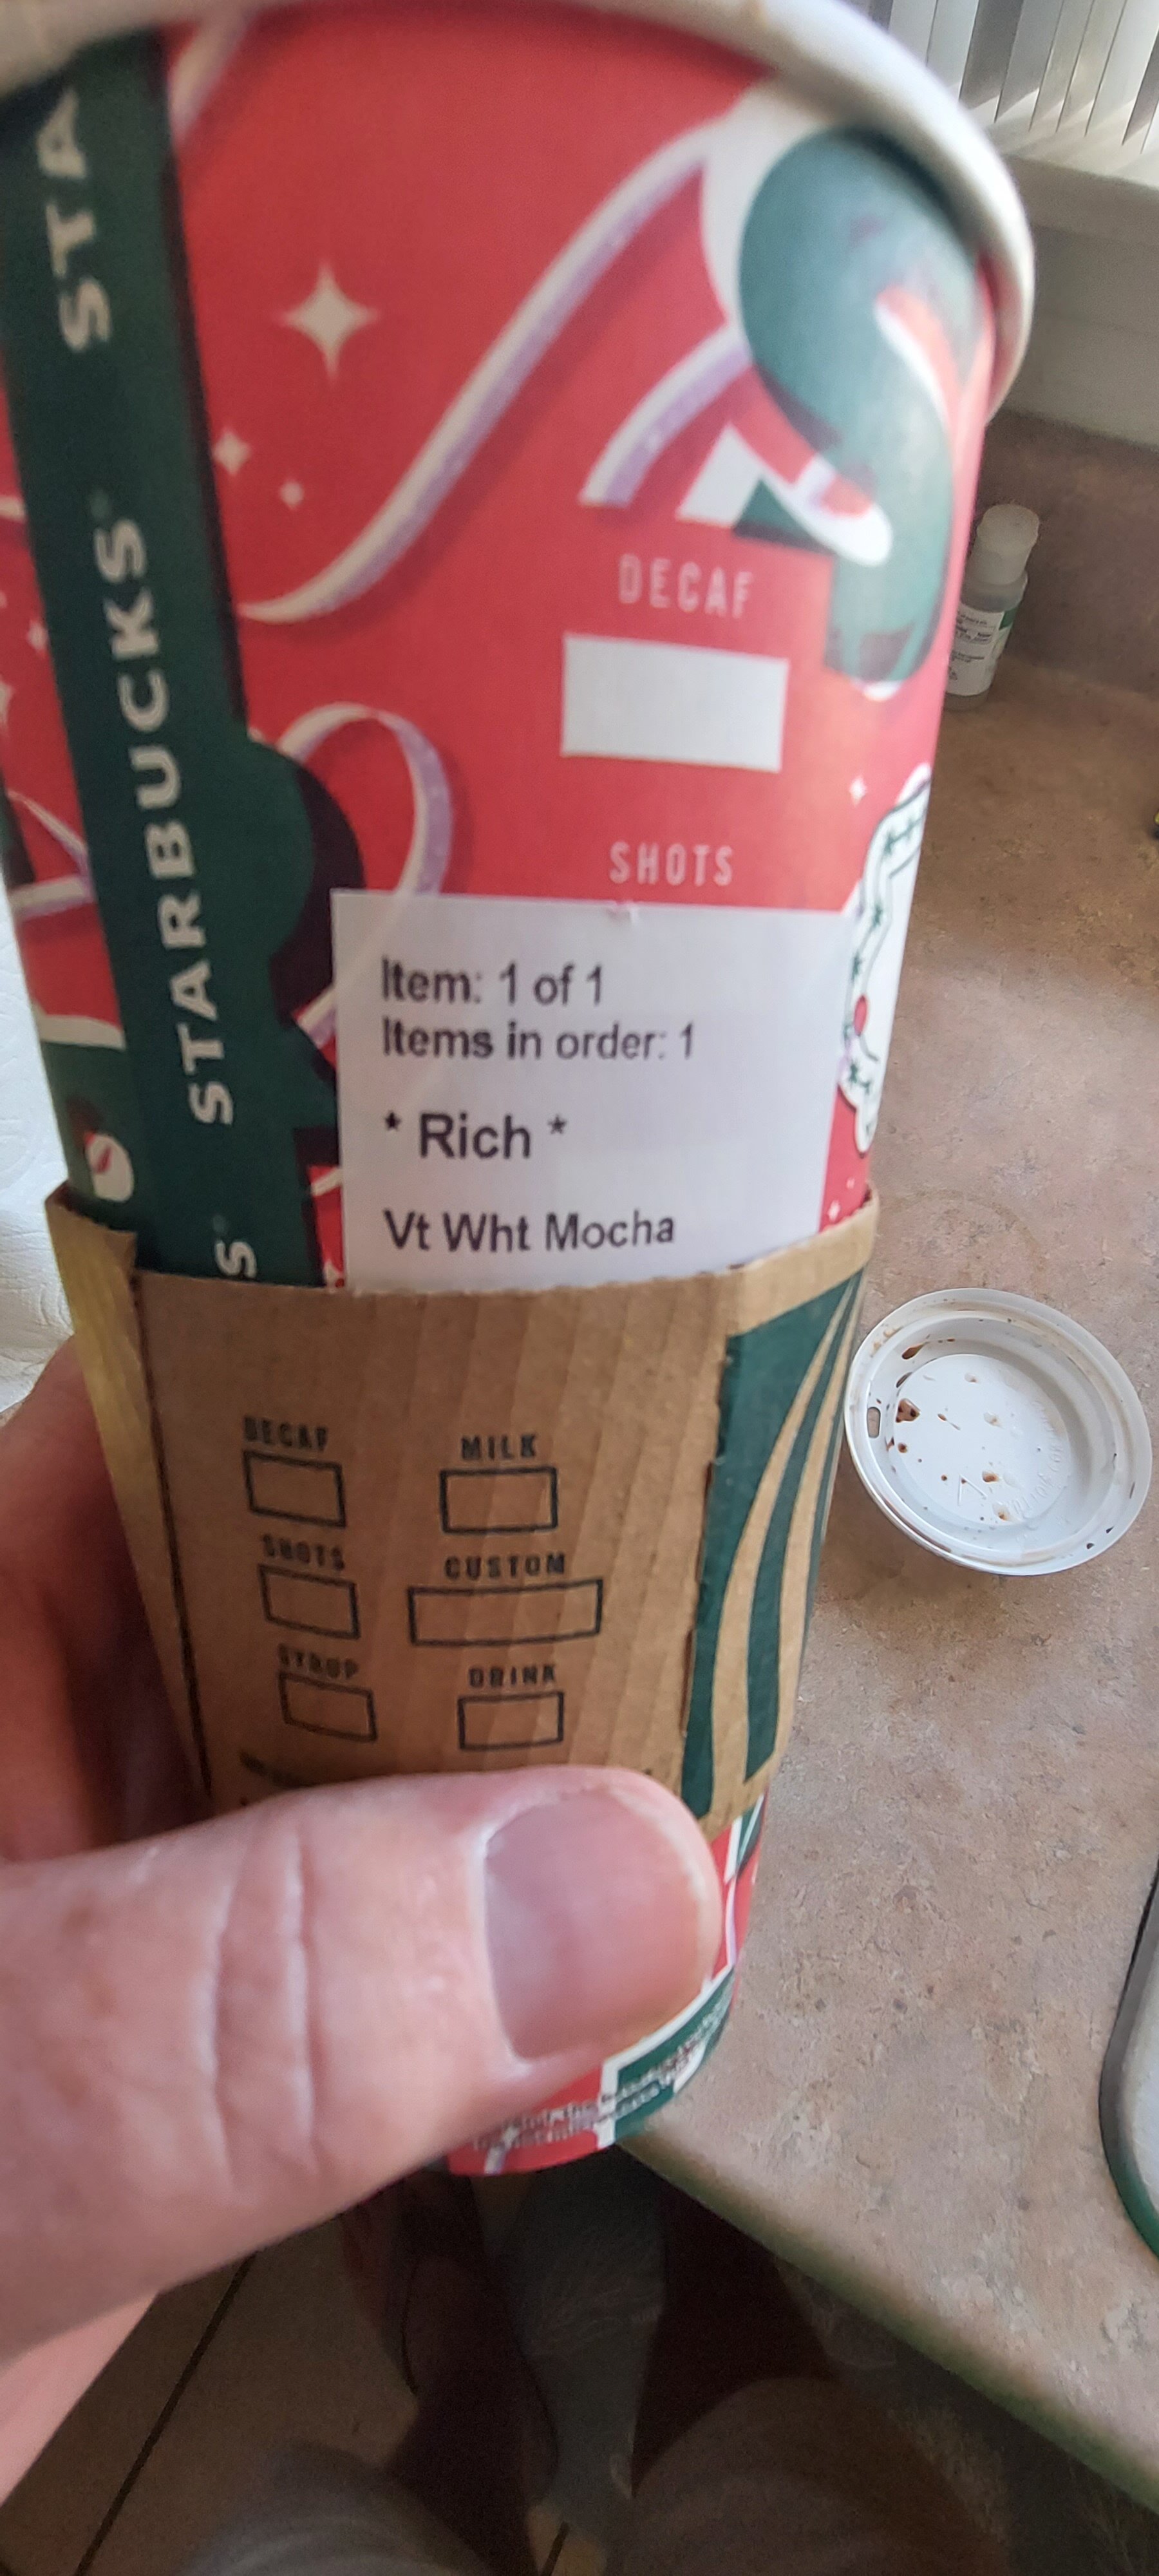 STA
STARBUCKS
S
DECAF
SHOTS
Item: 1 of 1
Items in order: 1
* Rich *
Vt Wht Mocha
DECAF
MILK
SHOTS
CUSTOM
SYRUP
DRINK